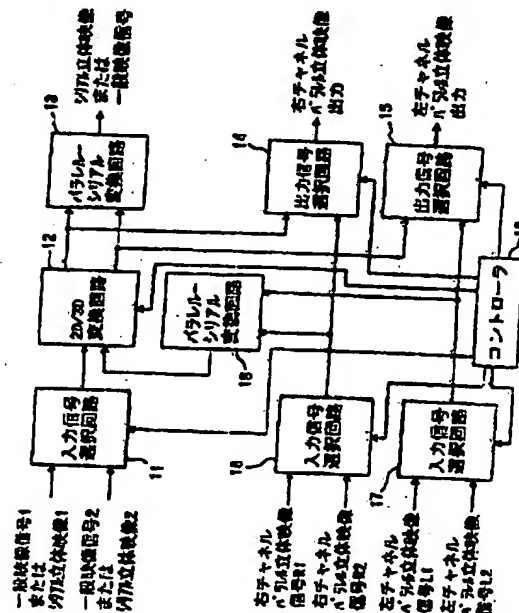 一般映像信号1
または
シリアル立体映像1
一般映像信号2
または
シリアル立体映像2
入力信号
選択回路
11
2D/3D
変換回路
12
パラレル－
シリアル
変換回路
13
シリアル立体映像
または
一般映像信号
パラレル－
シリアル
変換回路
18
右チャネル
パラレル立体映像
信号R1
右チャネル
パラレル立体映像
信号R2
入力信号
選択回路
16
出力信号
選択回路
14
右チャネル
パラレル立体映像
出力
左チャネル
パラレル立体映像
信号L1
左チャネル
パラレル立体映像
信号L2
入力信号
選択回路
17
出力信号
選択回路
15
左チャネル
パラレル立体映像
出力
コントローラ
19